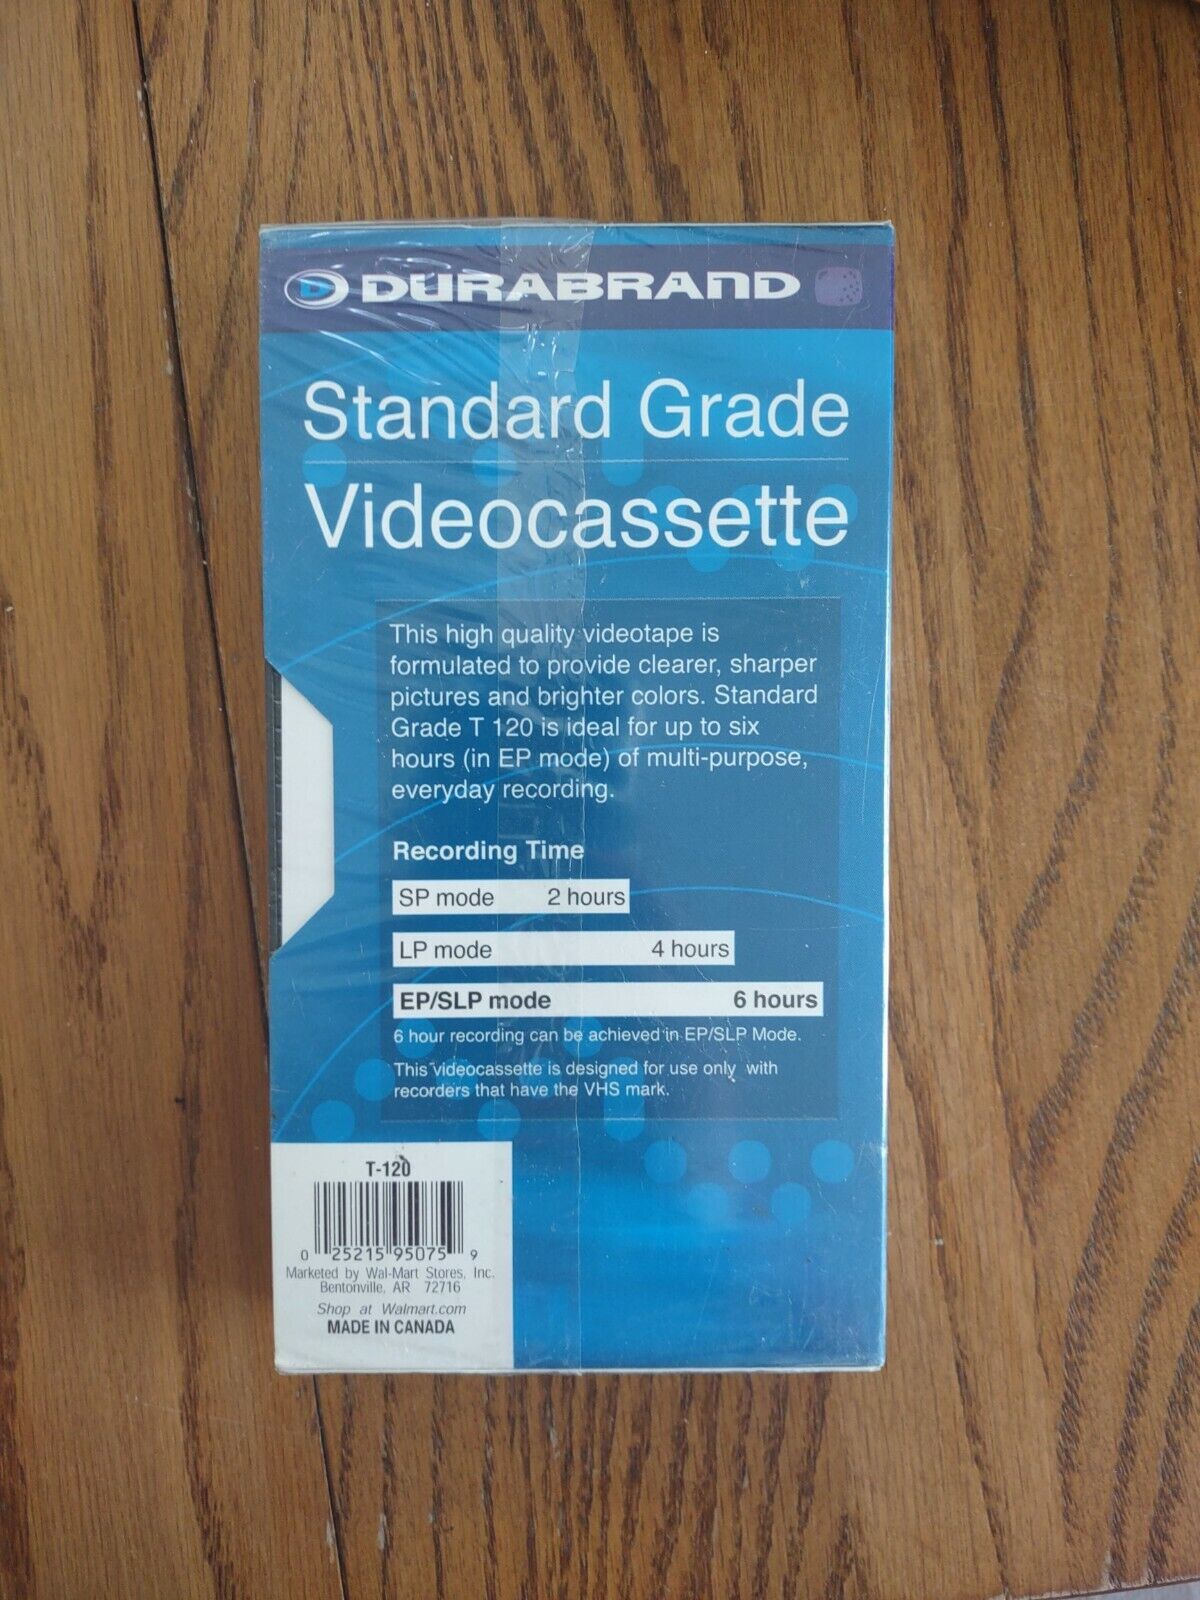 D DURABRAND
Standard Grade
Videocassette
This high quality videotape is
formulated to provide clearer, sharper
pictures and brighter colors. Standard
Grade T 120 is ideal for up to six
hours (in EP mode) of multi-purpose,
everyday recording.
Recording Time
SP mode 2 hours
LP mode 4 hours
EP/SLP mode 6 hours
6 hour recording can be achieved in EP/SLP Mode.
This videocassette is designed for use only with
recorders that have the VHS mark.
T-120
0 25215 95075 9
Marketed by Wal-Mart Stores, Inc.
Bentonville, AR 72716
Shop at Walmart.com
MADE IN CANADA